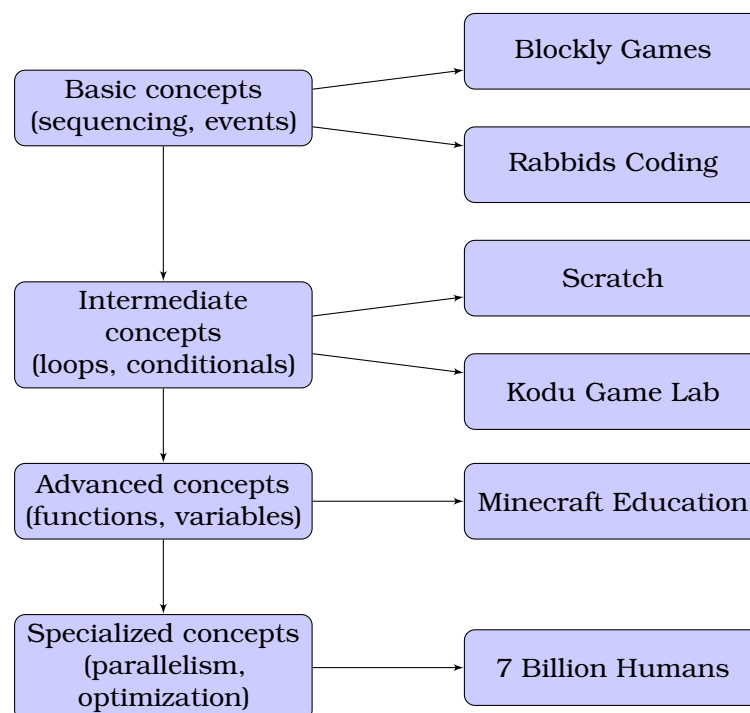 Blockly Games
Basic concepts
(sequencing, events)
Rabbids Coding
Scratch
Intermediate
concepts
(loops, conditionals)
Kodu Game Lab
Advanced concepts
(functions, variables)
Minecraft Education
Specialized concepts
(parallelism,
optimization)
7 Billion Humans